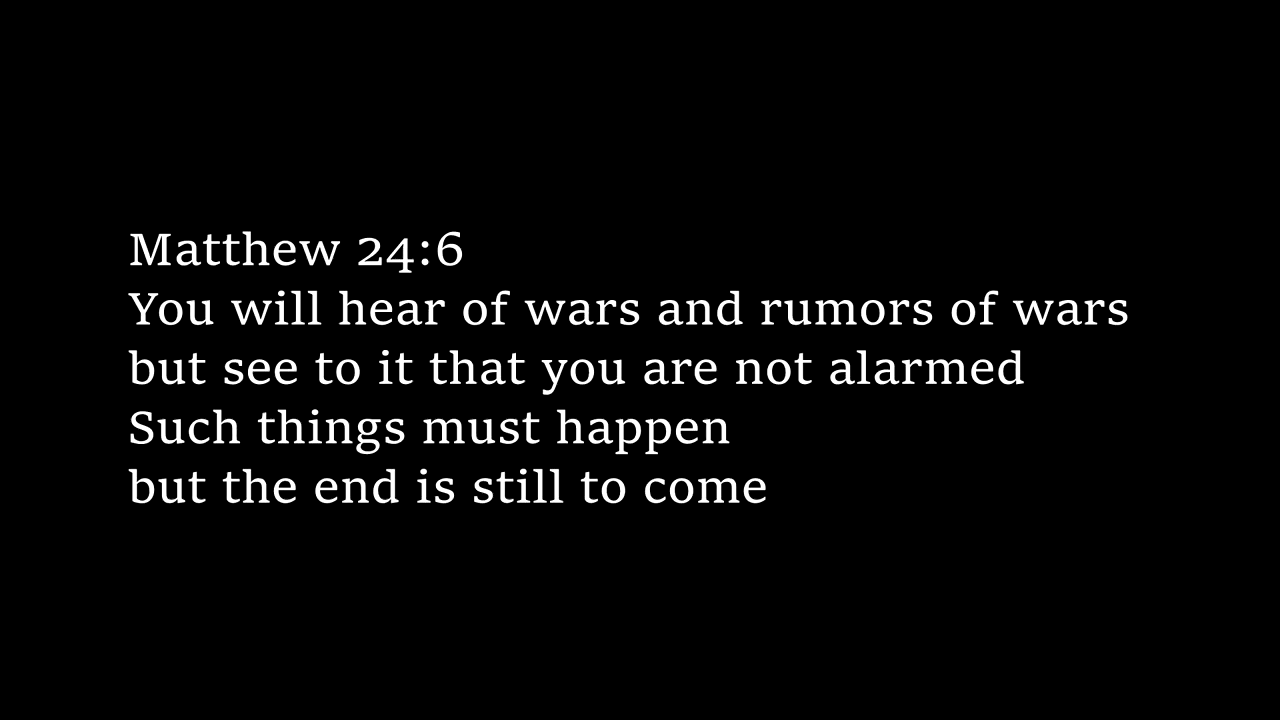 Matthew 24:6
You will hear of wars and rumors of wars
but see to it that you are not alarmed
Such things must happen
but the end is still to come